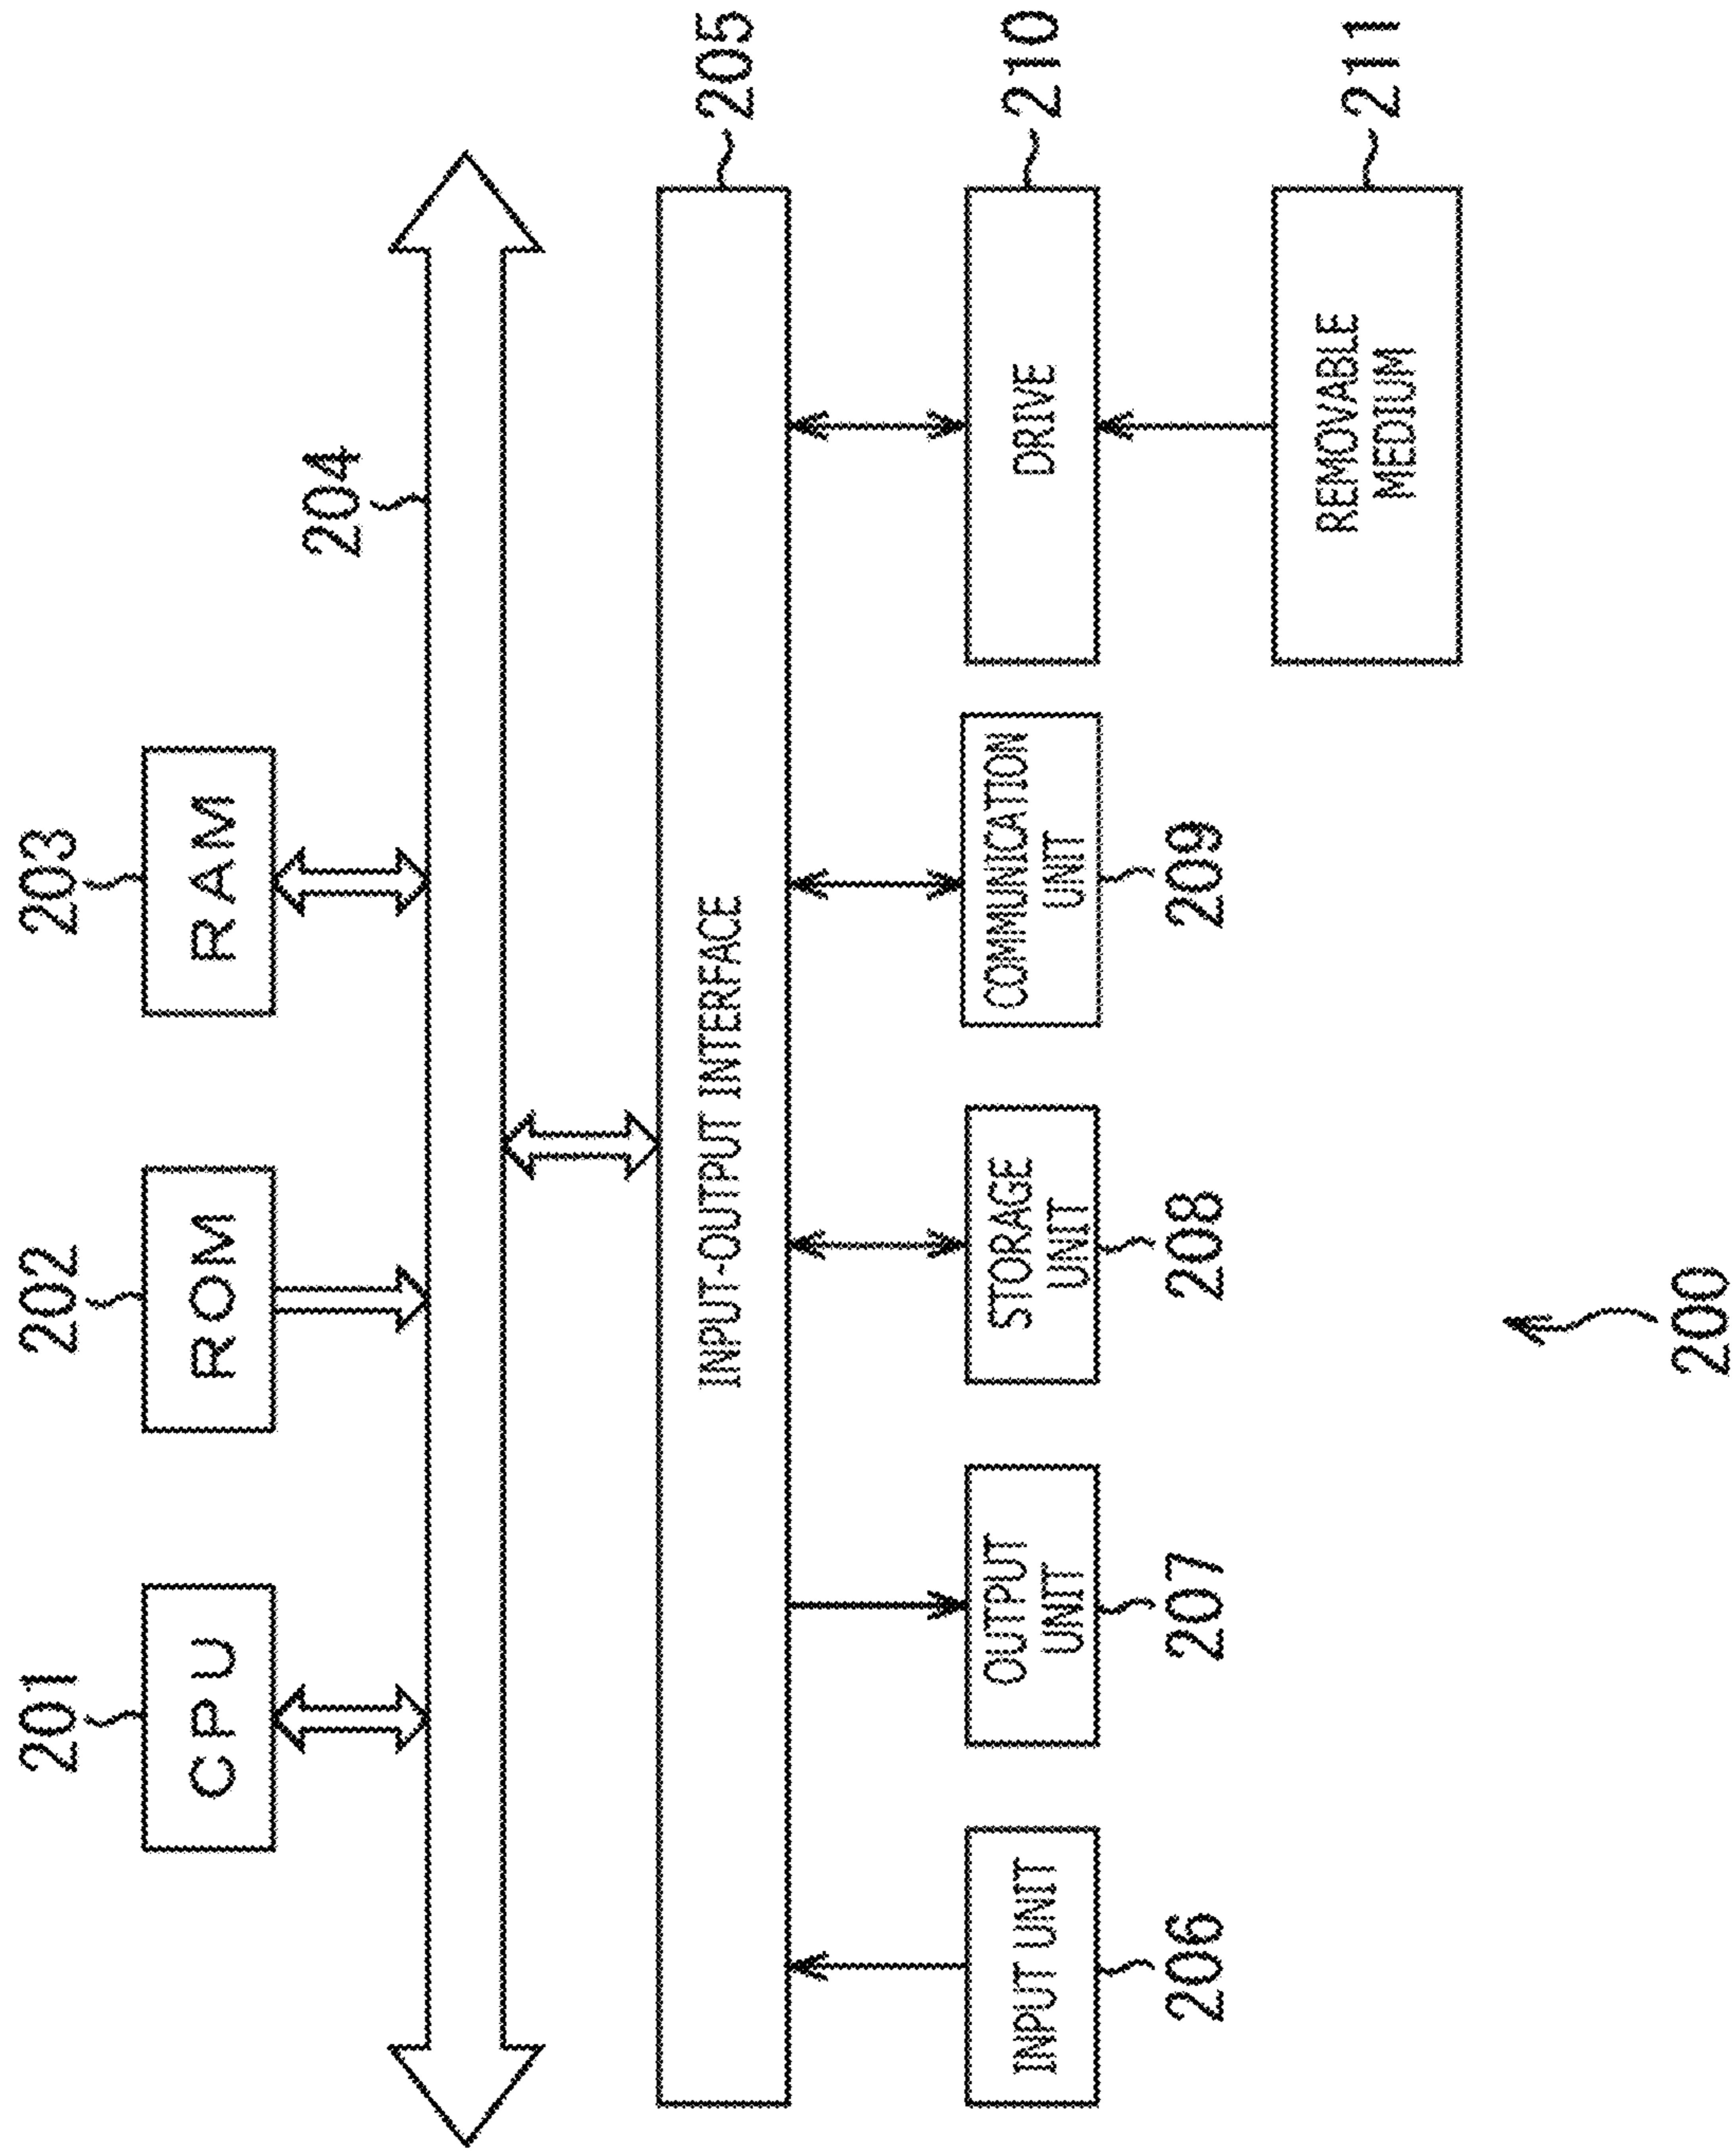 201
202
203
CPU
ROM
RAM
204
INPUT-OUTPUT INTERFACE
205
INPUT UNIT
OUTPUT
UNIT
STORAGE
UNIT
COMMUNICATION
UNIT
DRIVE
210
206
207
208
209
REMOVABLE
MEDIUM
211
200